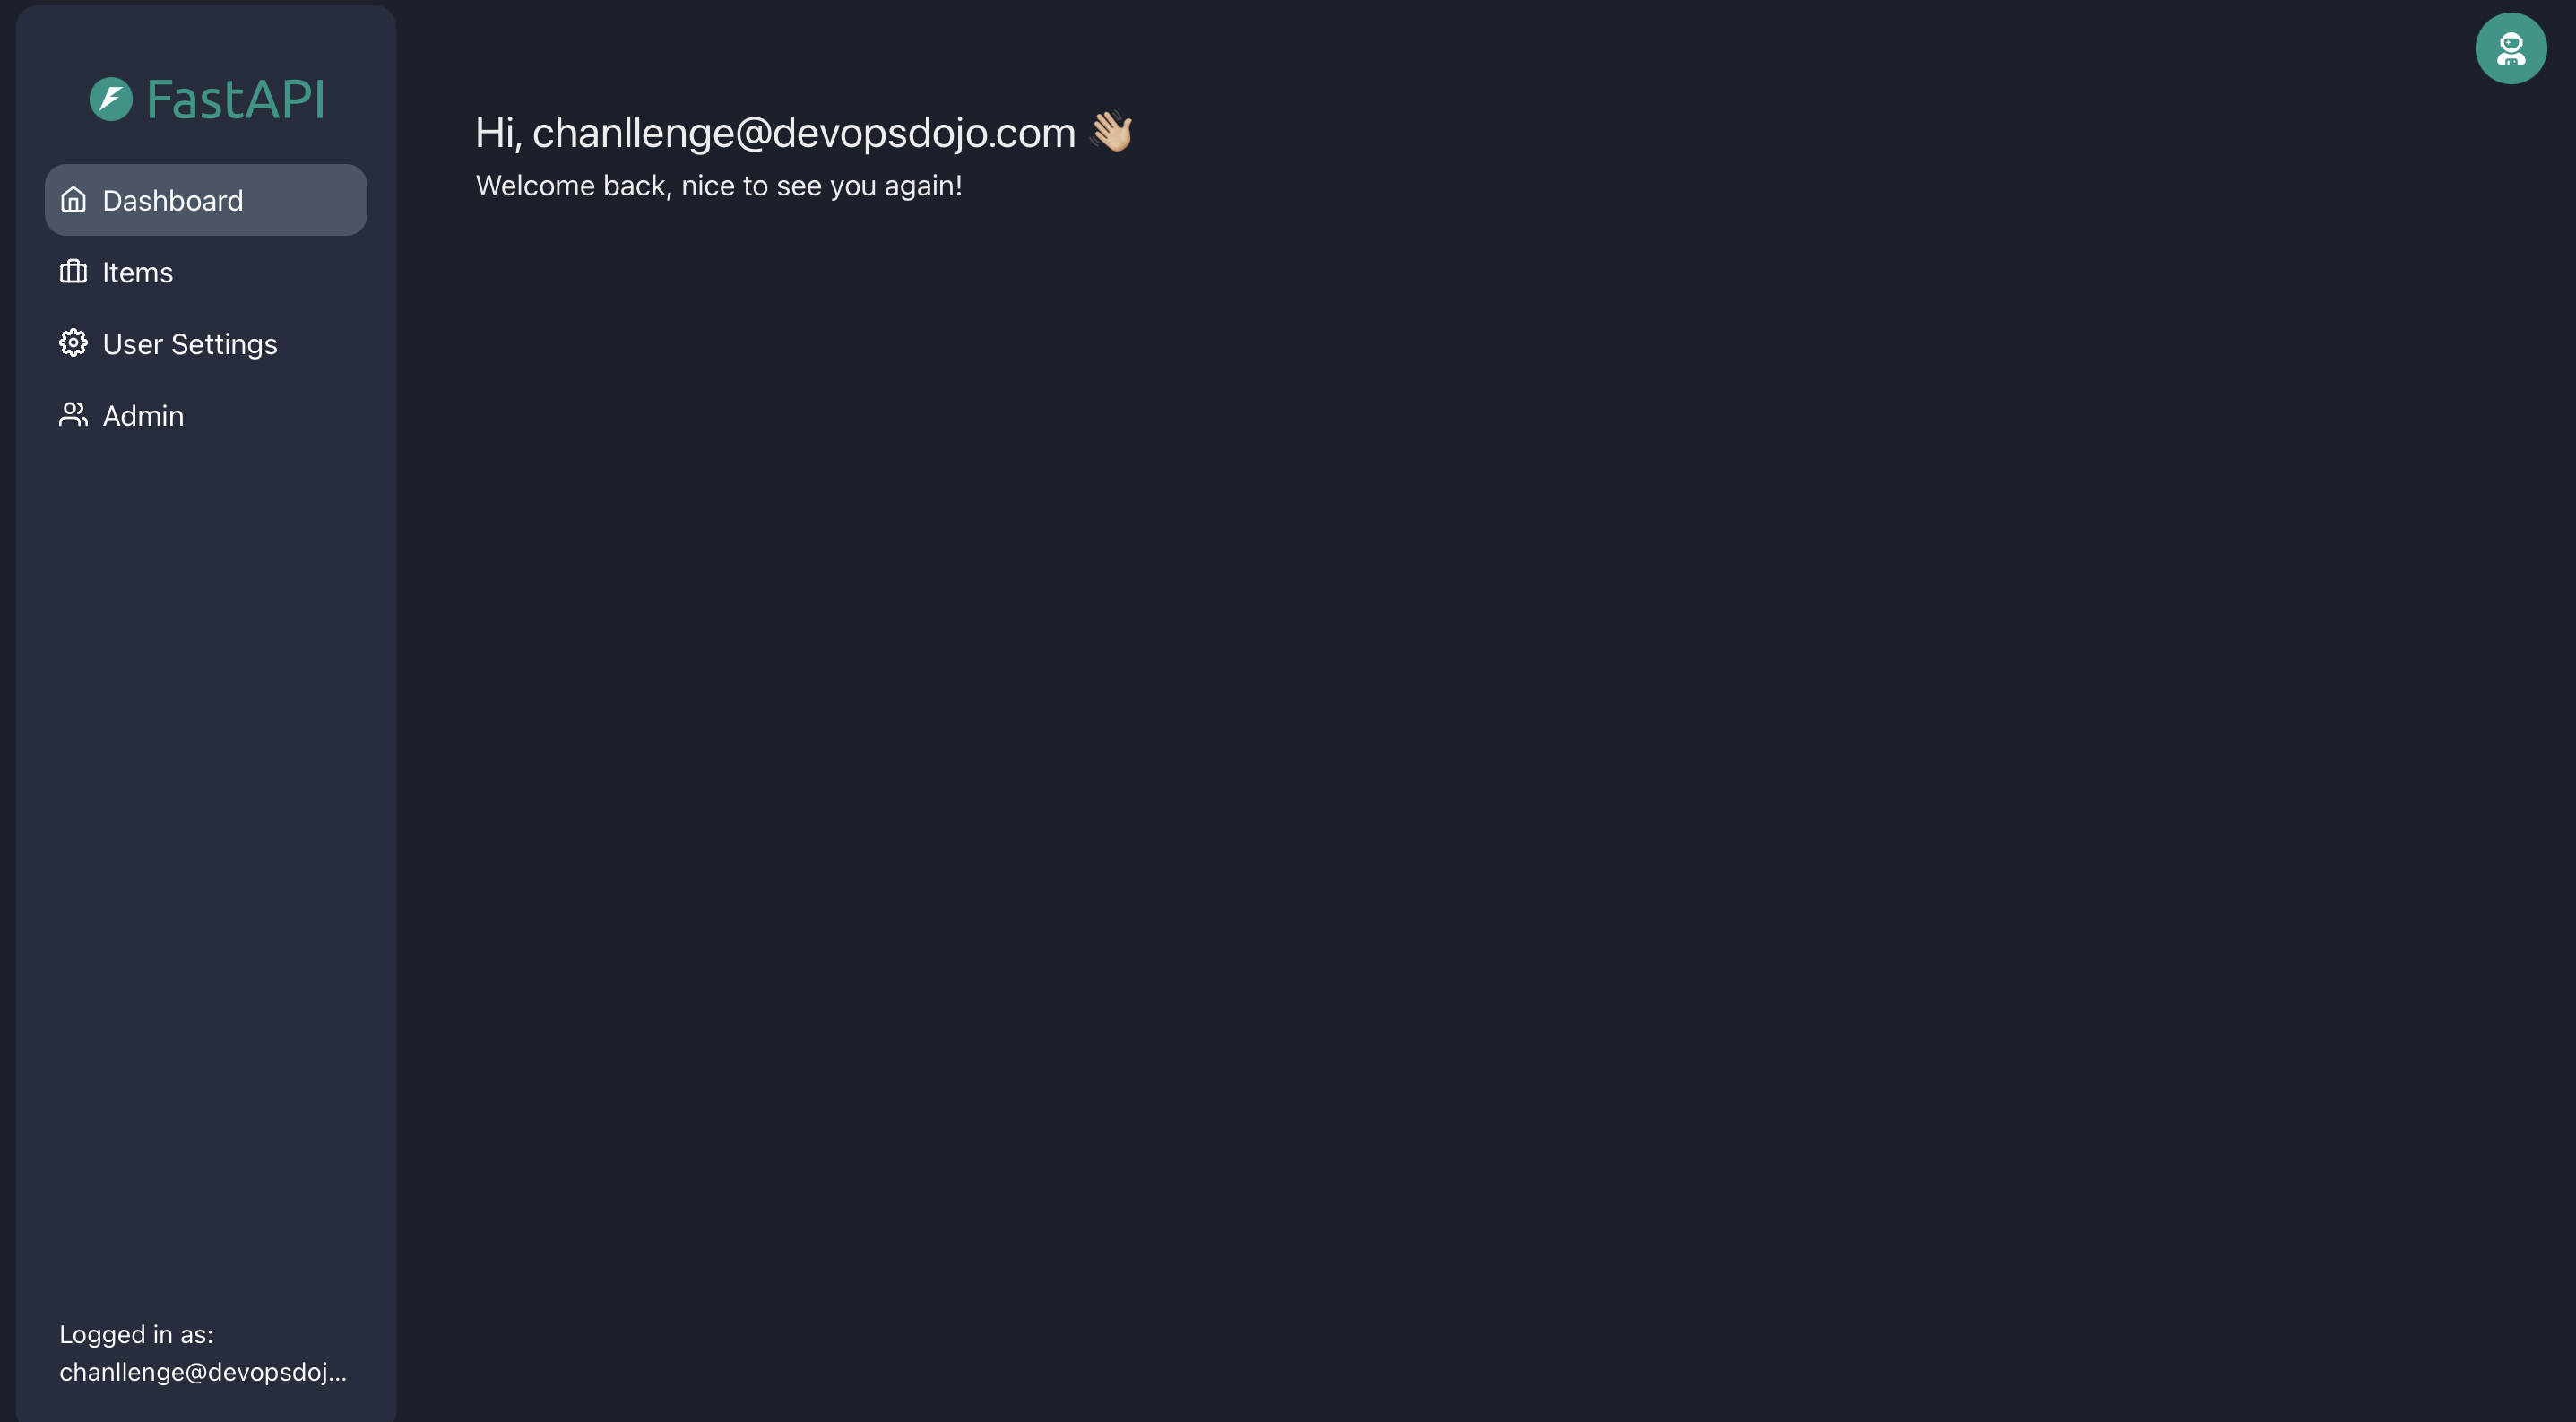 FastAPI
Dashboard
Items
User Settings
Admin
Hi, chanllenge@devopsdojo.com 👋🏼
Welcome back, nice to see you again!
Logged in as:
chanllenge@devopsdoj...